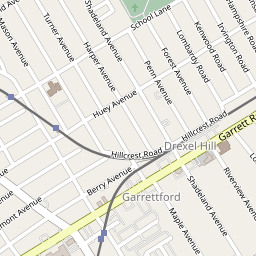 School Lane
Hampshire Road
Irvington Road
Kenwood Road
Lombardy Road
Forest Avenue
Penn Avenue
Shadeland Avenue
Harper Avenue
Turner Avenue
Mason Avenue
Huey Avenue
Hillcrest Road
Garrett R
Drexel Hill
Hillcrest Road
Berry Avenue
Garrettford
Shadeland Avenue
Riverview Avenue
Maple Avenue
mont Avenue